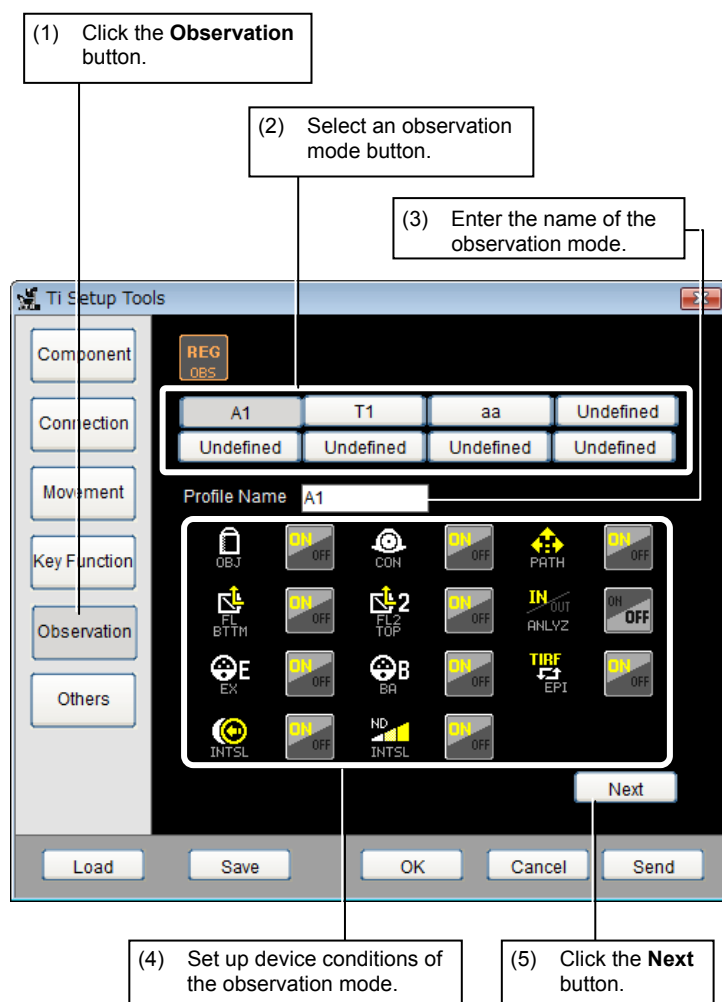 (1) Click the Observation
button.
(2) Select an observation
mode button.
(3) Enter the name of the
observation mode.
Ti Setup Tools
Component
Connection
Movement
Key Function
Observation
Others
REG
OBS
A1 T1 aa Undefined
Undefined Undefined Undefined Undefined
Profile Name A1
OBJ ON OFF CON ON OFF PATH ON OFF
FL BTTM ON OFF 2 FL2 TOP ON OFF IN OUT ANLYZ ON OFF
E EX ON OFF B BA ON OFF TIRF EPI ON OFF
INTSL ON OFF ND INTSL ON OFF
Next
Load Save OK Cancel Send
(4) Set up device conditions of
the observation mode.
(5) Click the Next
button.